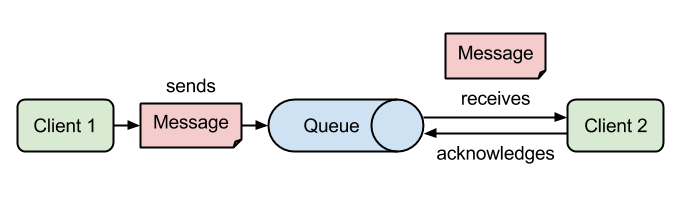 Client 1
sends
Message
Queue
Message
receives
acknowledges
Client 2